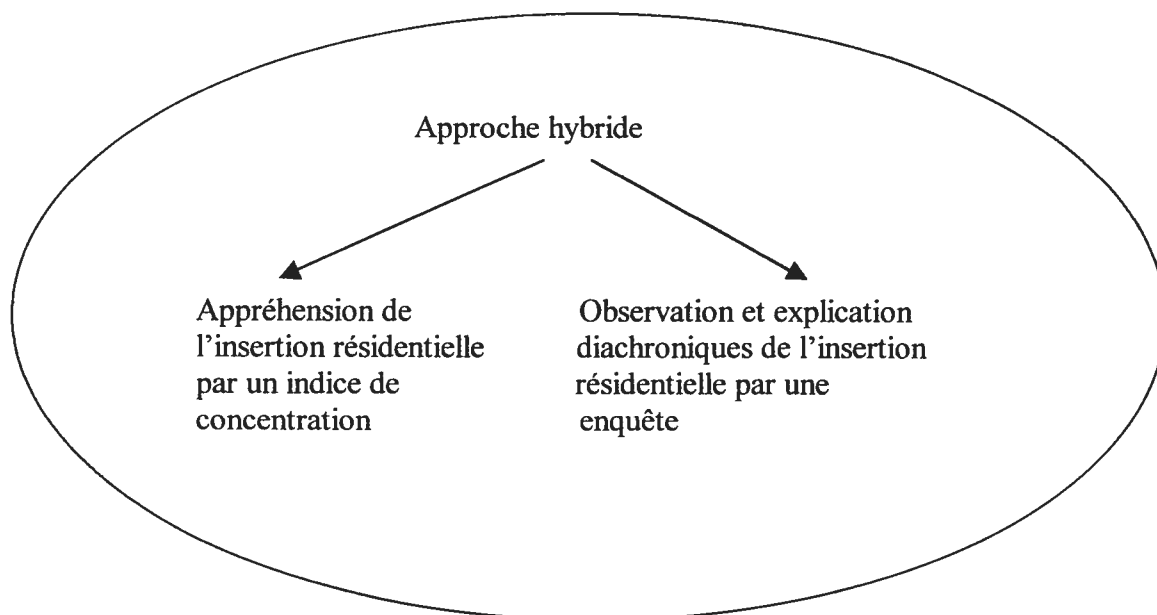 Approche hybride
Appréhension de
l’insertion résidentielle
par un indice de
concentration
Observation et explication
diachroniques de l’insertion
résidentielle par une
enquête